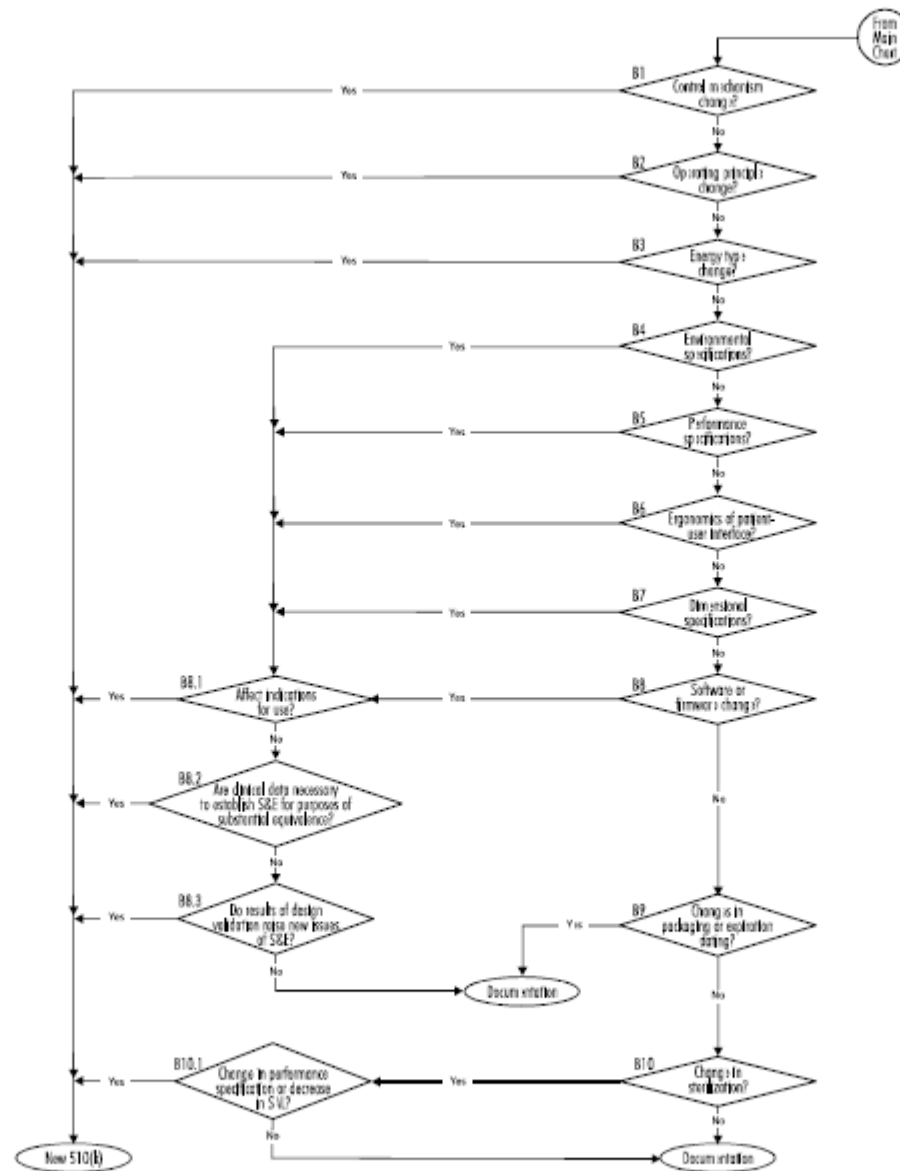 From
Main
Chart
B1
Control mechanism
change?
Yes
No
B2
Operating principle
change?
Yes
No
B3
Energy type
change?
Yes
No
B4
Environmental
specifications?
Yes
No
B5
Performance
specifications?
Yes
No
B6
Ergonomics of patient-
user interface?
Yes
No
B7
Dimensional
specifications?
Yes
No
B8
Software or
firmware change?
Yes
No
B8.1
Affect indications
for use?
Yes
No
B8.2
Are clinical data necessary
to establish S&E for purposes of
substantial equivalence?
Yes
No
B8.3
Do results of design
validation raise new issues
of S&E?
Yes
No
B9
Changes in
packaging or expiration
dating?
Yes
No
Documentation
B10
Change in
sterilization?
Yes
No
B10.1
Change in performance
specification or decrease
in
Yes
No
New 510(k)
Documentation